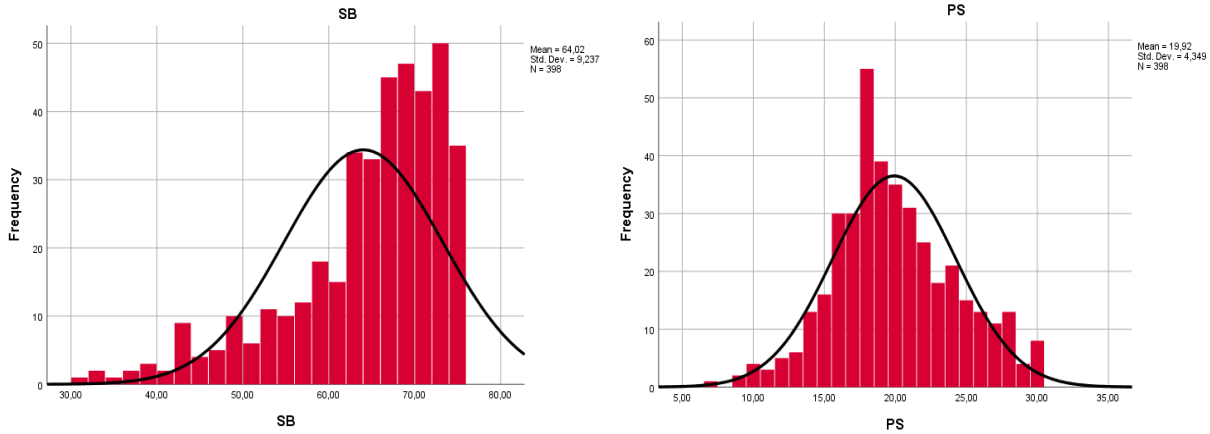 SB
Mean = 64,02
Std. Dev. = 9,237
N = 398
50
40
30
20
10
0
Frequency
30,00 40,00 50,00 60,00 70,00 80,00
SB
PS
Mean = 19,92
Std. Dev. = 4,349
N = 398
60
50
40
30
20
10
0
Frequency
5,00 10,00 15,00 20,00 25,00 30,00 35,00
PS